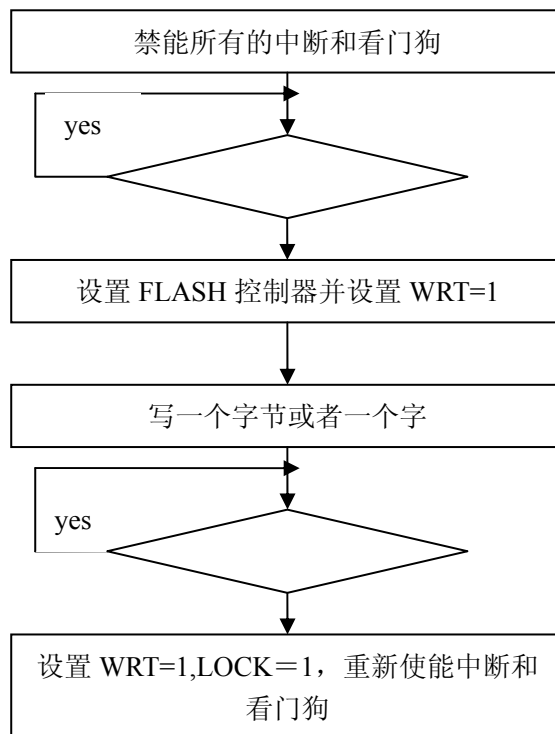 禁能所有的中断和看门狗
yes
设置 FLASH 控制器并设置 WRT=1
写一个字节或者一个字
yes
设置 WRT=1,LOCK＝1，重新使能中断和
看门狗